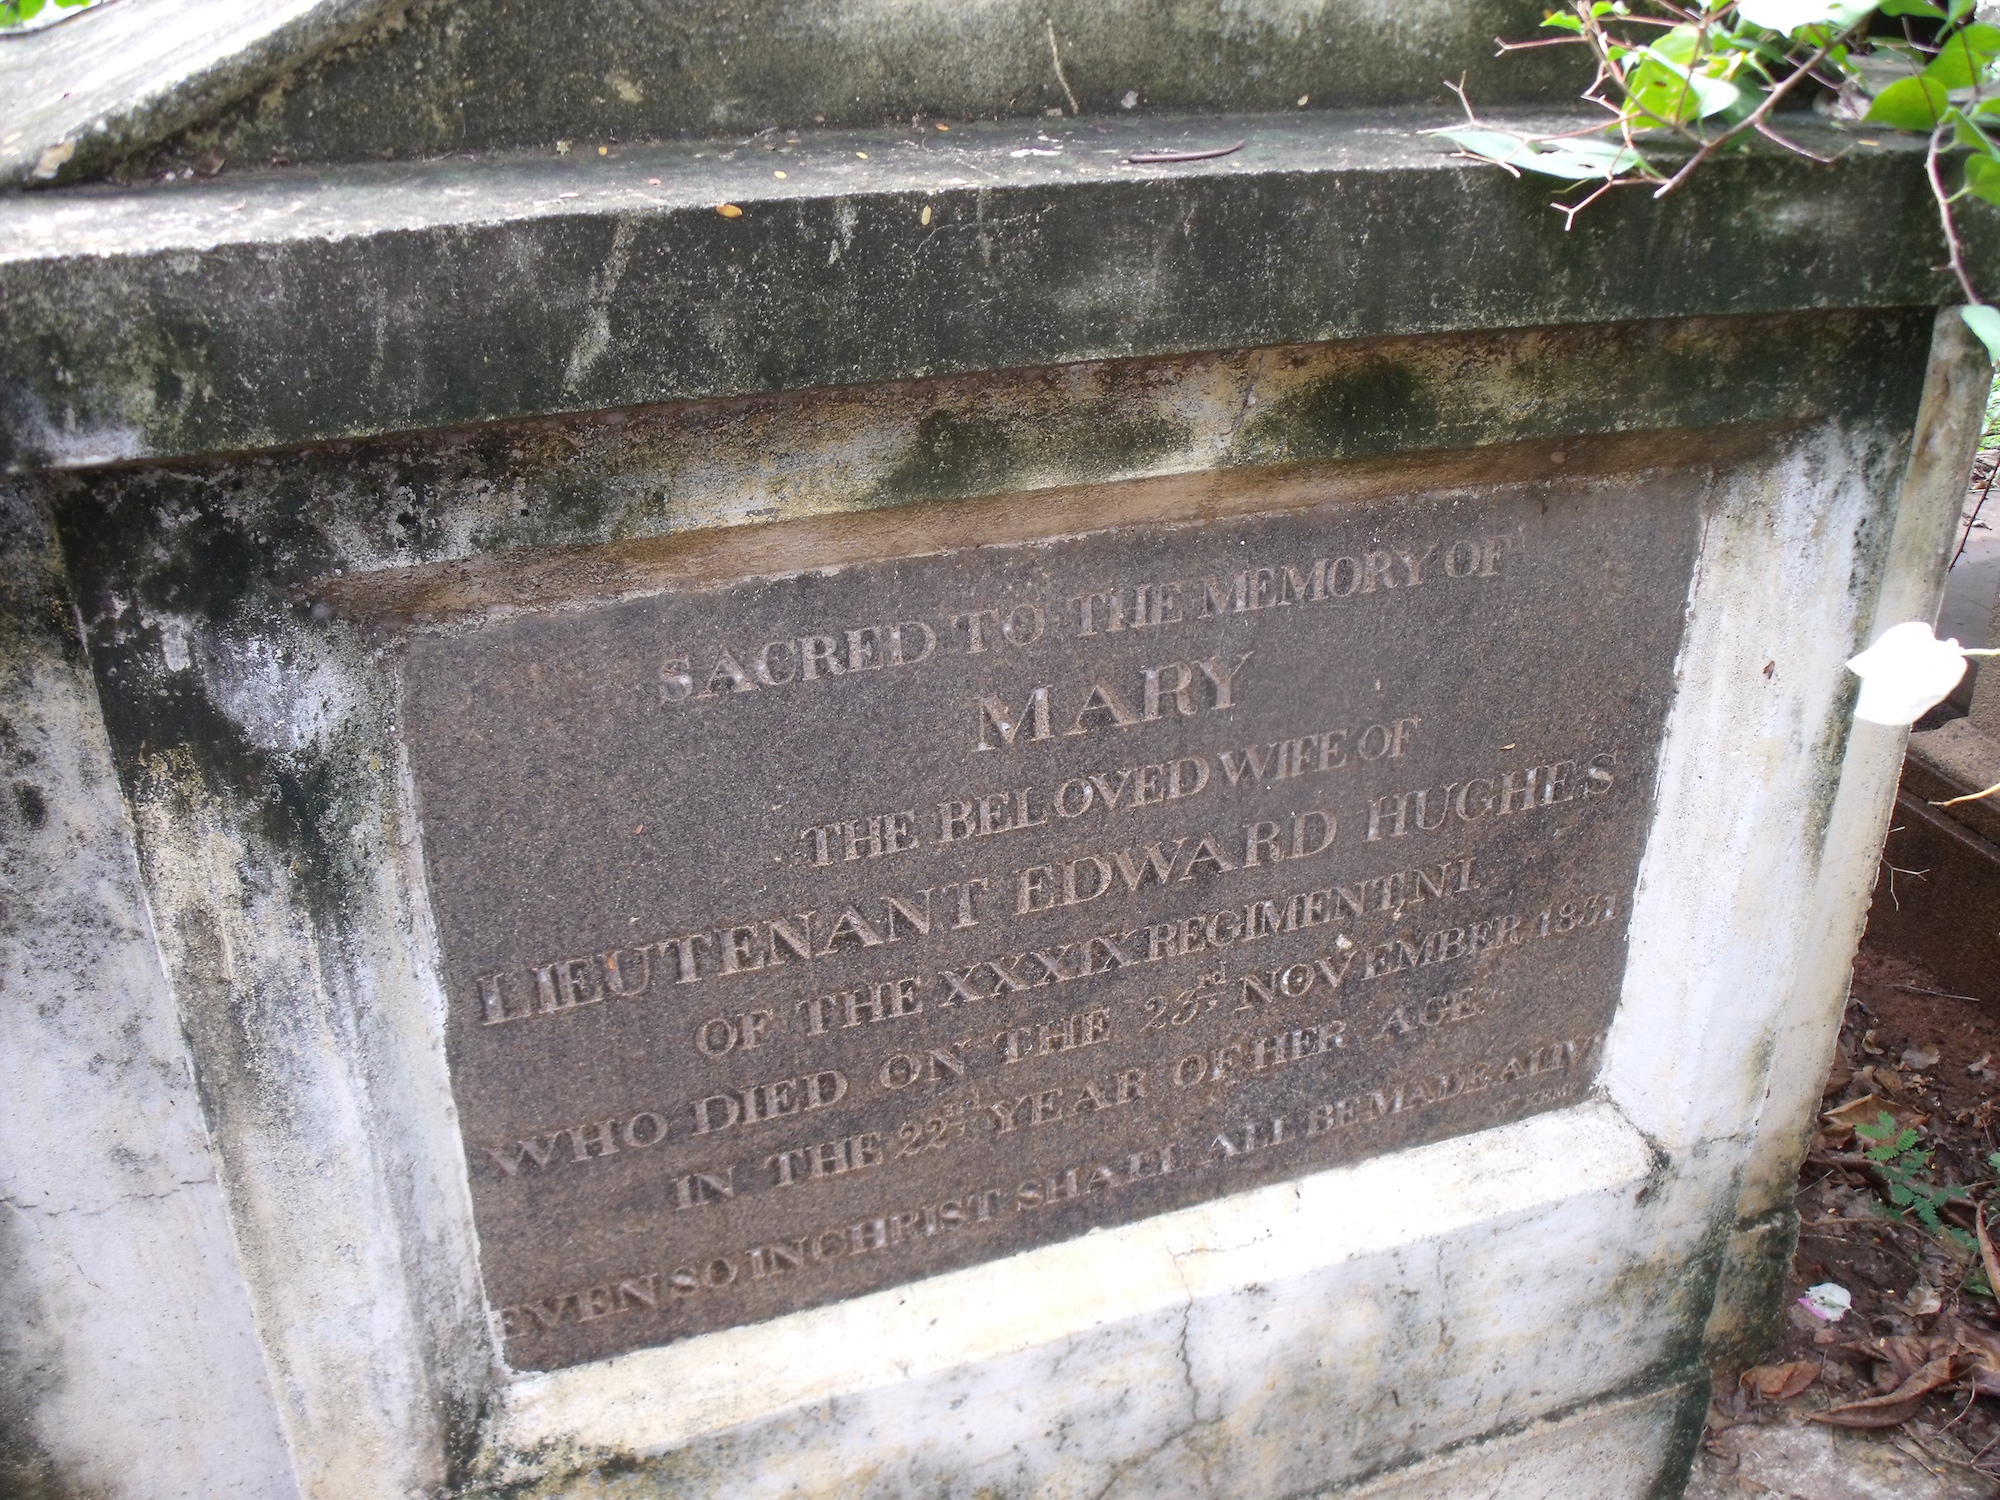 SACRED TO THE MEMORY OF
MARY
THE BELOVED WIFE OF
LIEUTENANT EDWARD HUGHES
OF THE XXXIX REGIMENT, N.I.
WHO DIED ON THE 23rd NOVEMBER 1831
IN THE 22nd YEAR OF HER AGE
EVEN SO IN CHRIST SHALL ALL BE MADE ALIVE